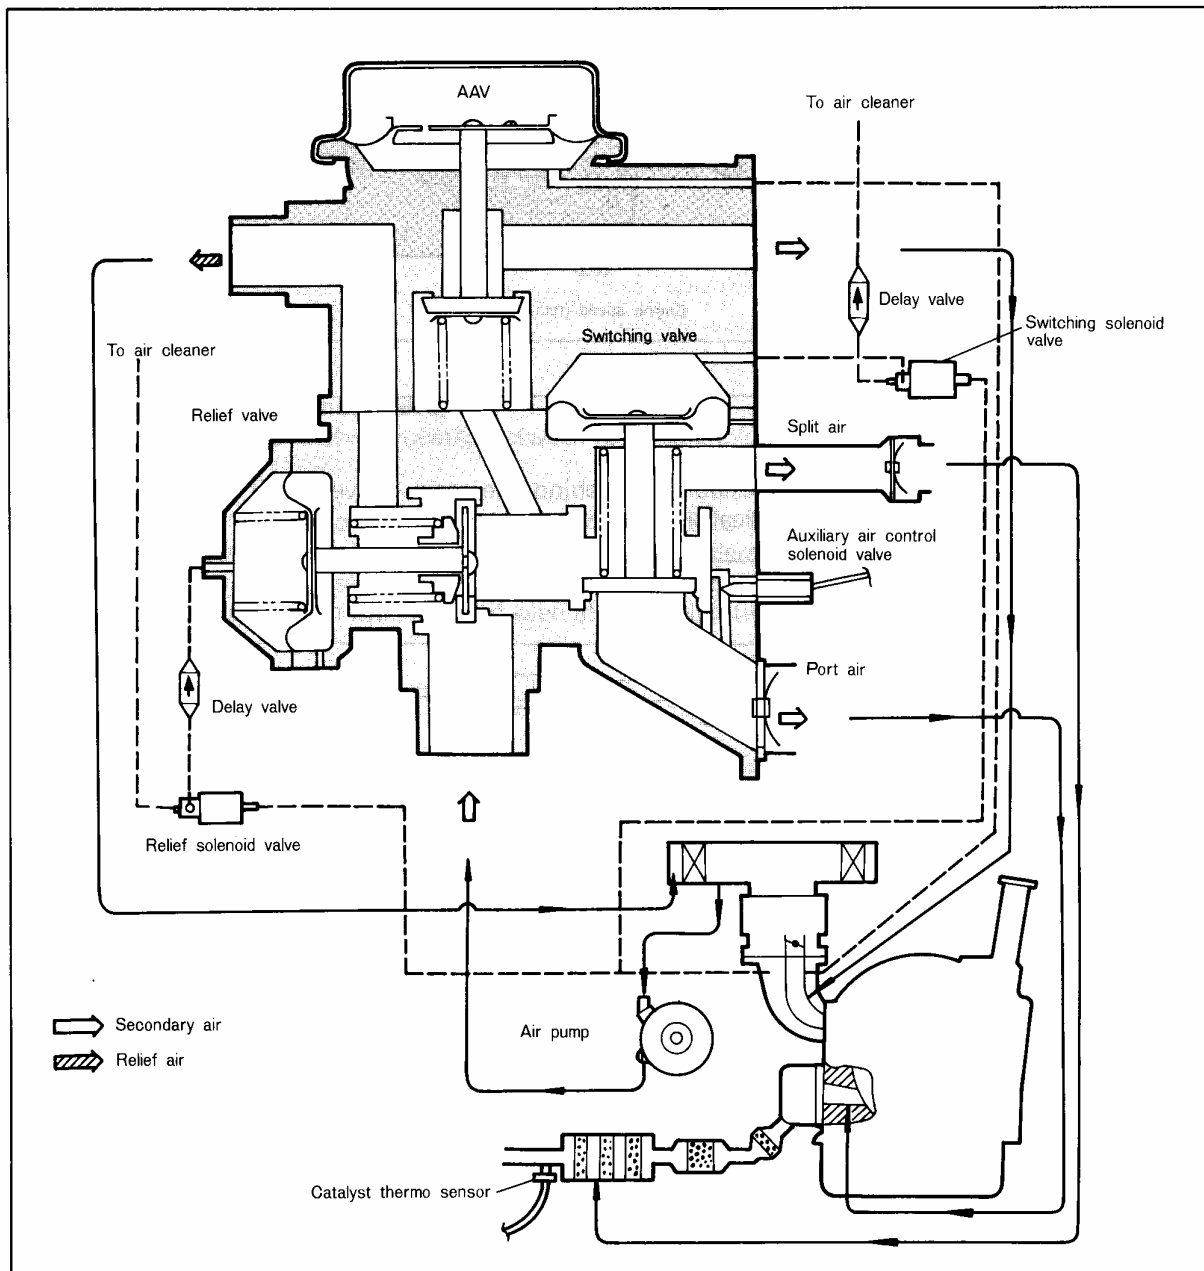 AAV
To air cleaner
Delay valve
Switching solenoid
valve
Switching valve
To air cleaner
Relief valve
Split air
Auxiliary air control
solenoid valve
Port air
Delay valve
Relief solenoid valve
Secondary air
Relief air
Air pump
Catalyst thermo sensor